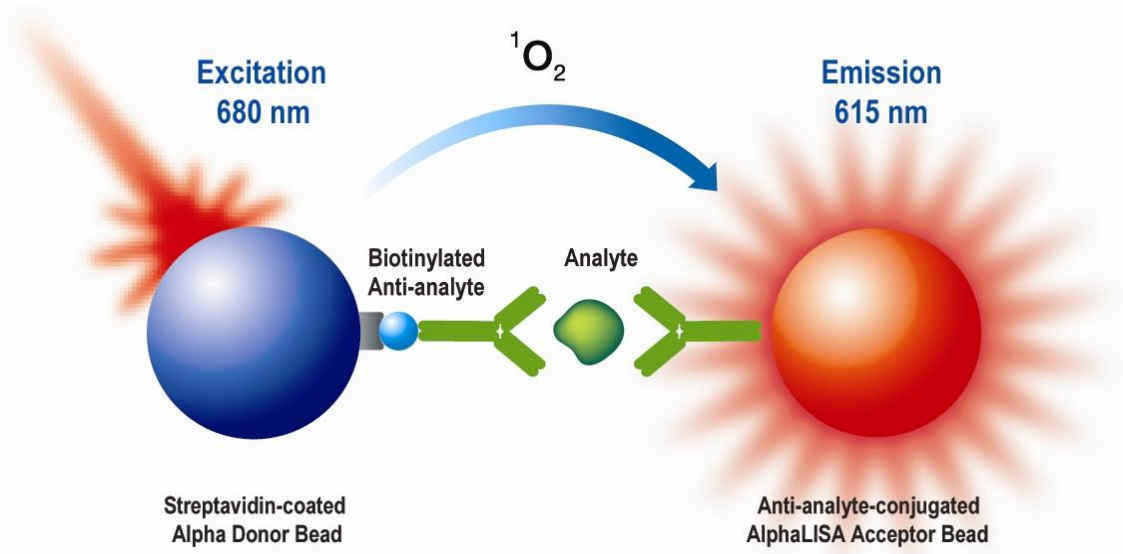 Excitation
680 nm
¹O₂
Emission
615 nm
Biotinylated
Anti-analyte
Analyte
Streptavidin-coated
Alpha Donor Bead
Anti-analyte-conjugated
AlphaLISA Acceptor Bead